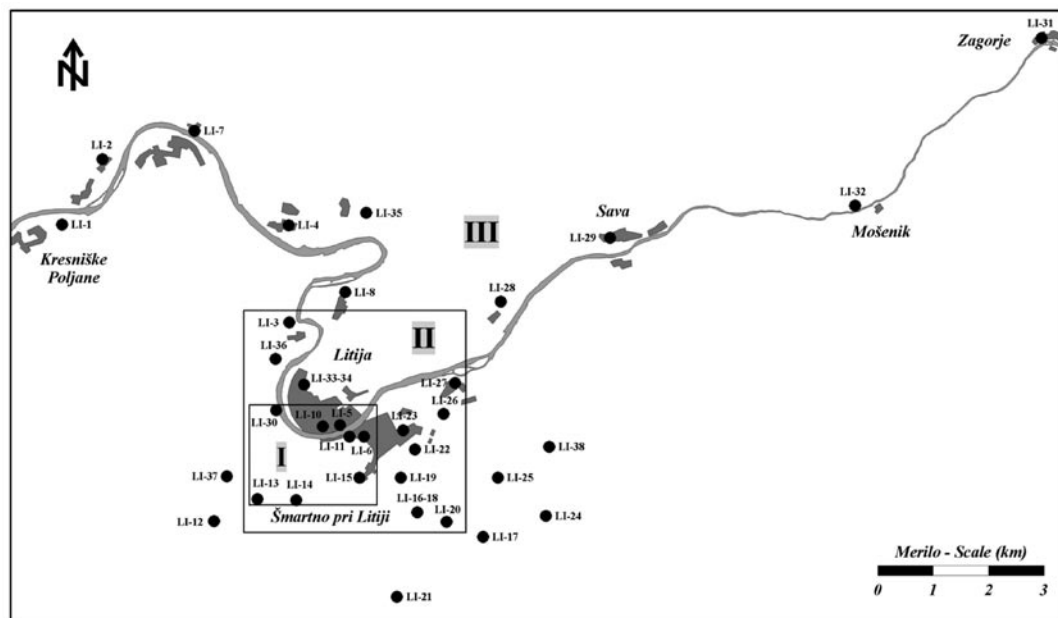 LI-31
Zagorje
N
LI-7
LI-2
LI-32
LI-35
LI-4
LI-1
Sava
III
Mošenik
LI-29
Kresniške
Poljane
LI-8
LI-28
LI-3
II
LI-36
Litija
LI-33-34
LI-27
LI-30
LI-10
LI-5
LI-26
LI-23
LI-11
LI-6
LI-22
LI-38
I
LI-37
LI-15
LI-19
LI-25
LI-13
LI-14
LI-16-18
Šmartno pri Litiji
LI-12
LI-20
LI-24
LI-17
Merilo - Scale (km)
0 1 2 3
LI-21